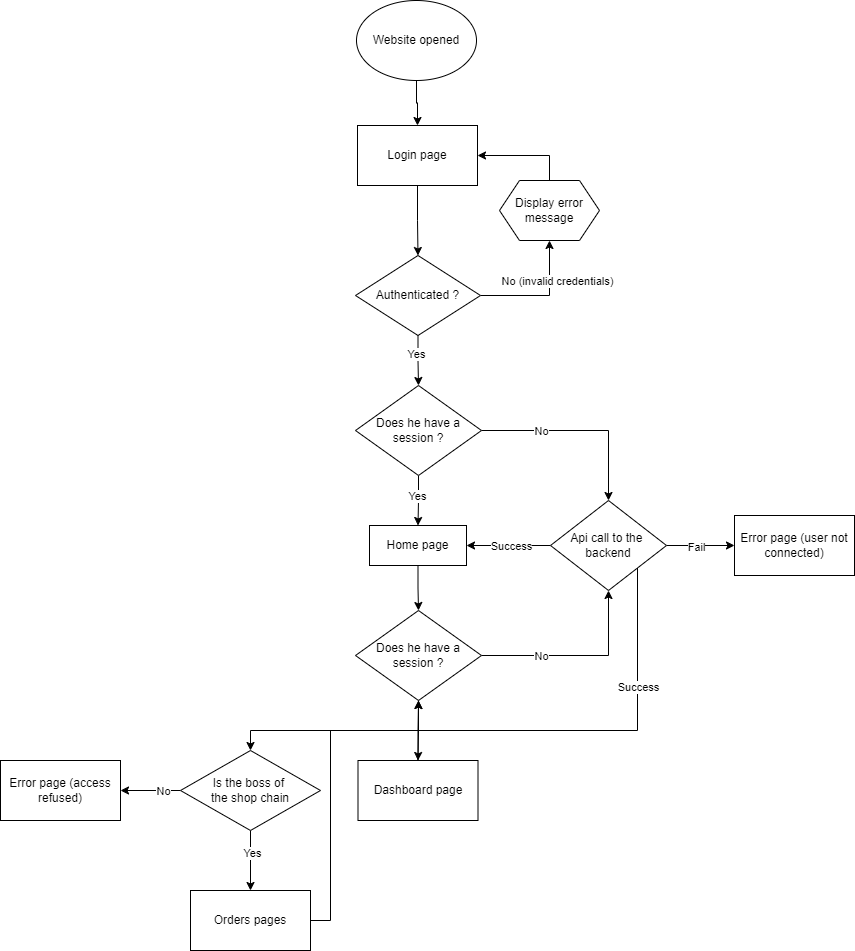 Website opened
Login page
Display error
message
No (invalid credentials)
Authenticated ?
Yes
Does he have a
session ?
No
Yes
Home page
Success
Api call to the
backend
Fail
Error page (user not
connected)
Does he have a
session ?
No
Success
Error page (access
refused)
No
Is the boss of
the shop chain
Dashboard page
Yes
Orders pages